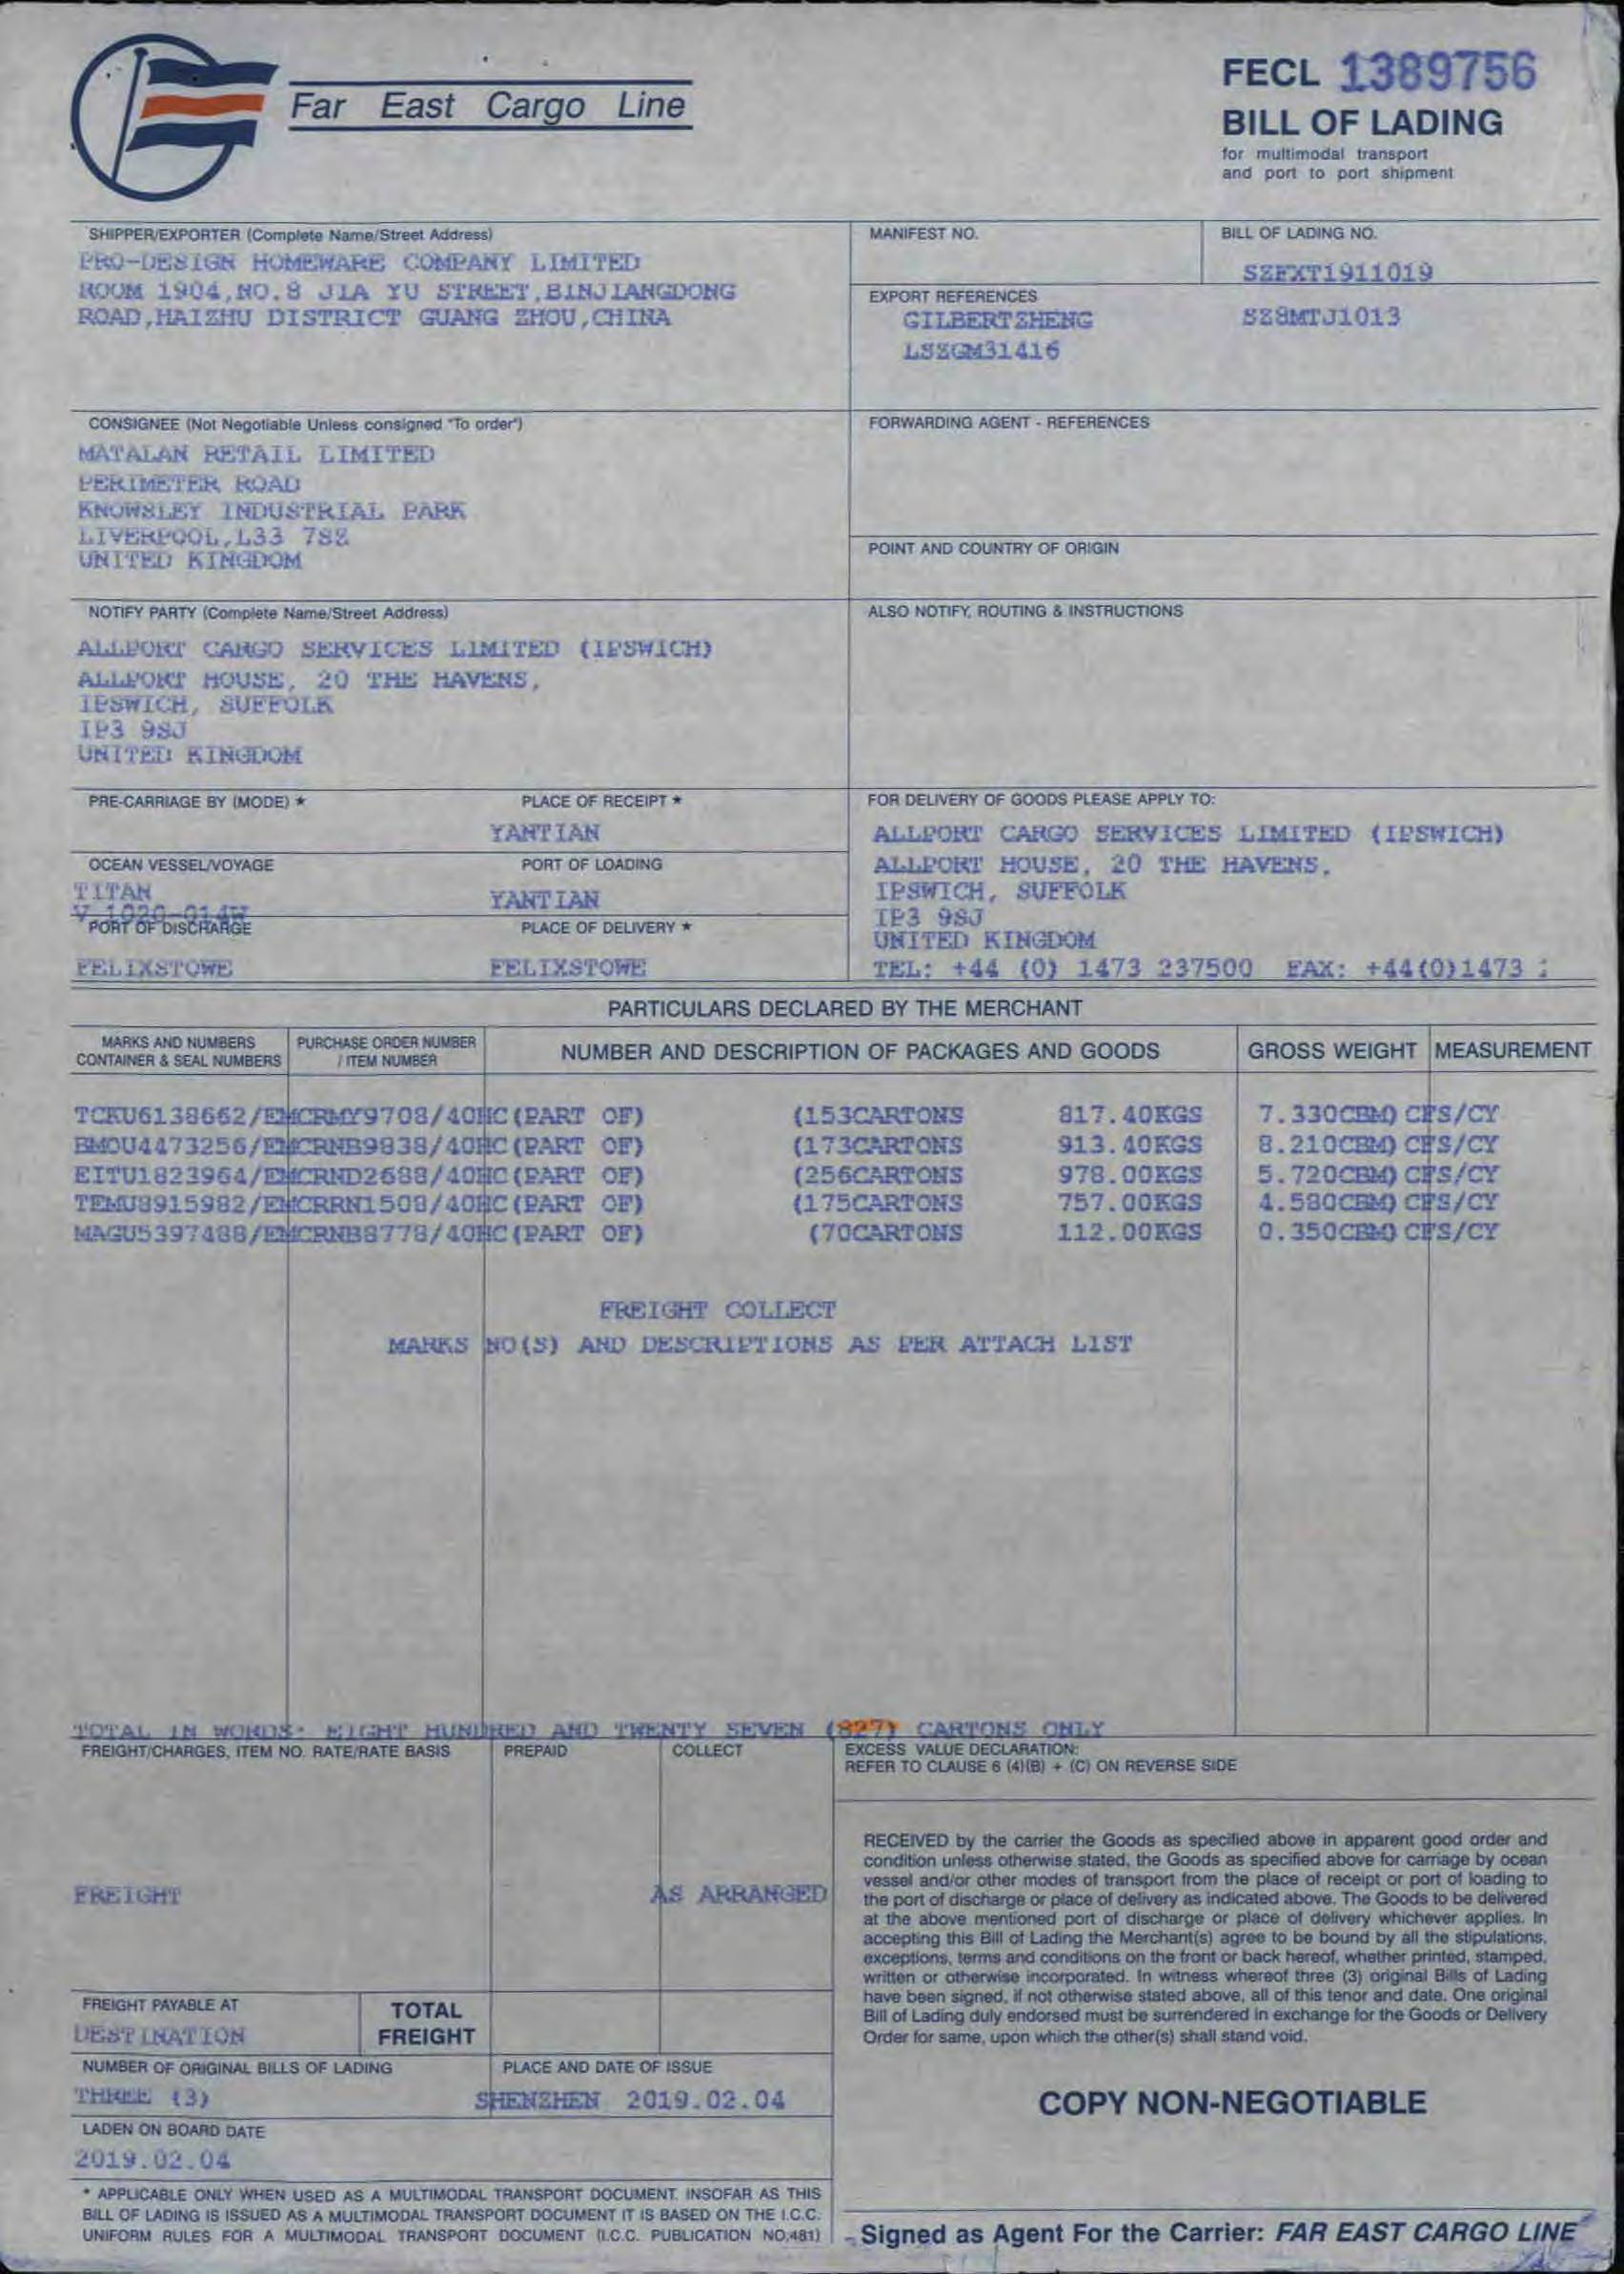 Far East Cargo Line
FECL 1389756
BILL OF LADING
for multimodal transport
and port to port shipment
SHIPPER/EXPORTER (Complete Name/Street Address)
PRO-DESIGN HOMEWARE COMPANY LIMITED
ROOM 1904,NO.8 JIA YU STREET,BINJIANGDONG
ROAD,HAIZHU DISTRICT GUANG ZHOU,CHINA
MANIFEST NO.
BILL OF LADING NO.
SZFXT1911019
EXPORT REFERENCES
GILBERTZHENG
SZ8MTJ1013
LSZGM31416
CONSIGNEE (Not Negotiable Unless consigned "To order")
MATALAN RETAIL LIMITED
PERIMETER ROAD
KNOWSLEY INDUSTRIAL PARK
LIVERPOOL,L33 7SZ
UNITED KINGDOM
FORWARDING AGENT - REFERENCES
POINT AND COUNTRY OF ORIGIN
NOTIFY PARTY (Complete Name/Street Address)
ALLPORT CARGO SERVICES LIMITED (IPSWICH)
ALLPORT HOUSE, 20 THE HAVENS,
IPSWICH, SUFFOLK
IP3 9SJ
UNITED KINGDOM
ALSO NOTIFY, ROUTING & INSTRUCTIONS
PRE-CARRIAGE BY (MODE) *
PLACE OF RECEIPT *
YANTIAN
OCEAN VESSEL/VOYAGE
PORT OF LOADING
TITAN
V.1020-014W
YANTIAN
PORT OF DISCHARGE
PLACE OF DELIVERY *
FELIXSTOWE
FELIXSTOWE
FOR DELIVERY OF GOODS PLEASE APPLY TO:
ALLPORT CARGO SERVICES LIMITED (IPSWICH)
ALLPORT HOUSE, 20 THE HAVENS,
IPSWICH, SUFFOLK
IP3 9SJ
UNITED KINGDOM
TEL: +44 (0) 1473 237500 FAX: +44(0)1473
PARTICULARS DECLARED BY THE MERCHANT
MARKS AND NUMBERS
CONTAINER & SEAL NUMBERS
PURCHASE ORDER NUMBER
/ ITEM NUMBER
NUMBER AND DESCRIPTION OF PACKAGES AND GOODS
GROSS WEIGHT
MEASUREMENT
TCKU6138662/EMCRMY9708/40HC(PART OF) (153CARTONS 817.40KGS 7.330CBM) CFS/CY
BMOU4473256/EMCRNB9838/40HC(PART OF) (173CARTONS 913.40KGS 8.210CBM) CFS/CY
EITU1823964/EMCRND2688/40HC(PART OF) (256CARTONS 978.00KGS 5.720CBM) CFS/CY
TEMU8915982/EMCRRN1508/40HC(PART OF) (175CARTONS 757.00KGS 4.580CBM) CFS/CY
MAGU5397488/EMCRNB8778/40HC(PART OF) (70CARTONS 112.00KGS 0.350CBM) CFS/CY
FREIGHT COLLECT
MARKS NO(S) AND DESCRIPTIONS AS PER ATTACH LIST
TOTAL IN WORDS: EIGHT HUNDRED AND TWENTY SEVEN (827) CARTONS ONLY
FREIGHT/CHARGES, ITEM NO. RATE/RATE BASIS
PREPAID
COLLECT
EXCESS VALUE DECLARATION:
REFER TO CLAUSE 6 (4)(B) + (C) ON REVERSE SIDE
FREIGHT
AS ARRANGED
RECEIVED by the carrier the Goods as specified above in apparent good order and
condition unless otherwise stated, the Goods as specified above for carriage by ocean
vessel and/or other modes of transport from the place of receipt or port of loading to
the port of discharge or place of delivery as indicated above. The Goods to be delivered
at the above mentioned port of discharge or place of delivery whichever applies. In
accepting this Bill of Lading the Merchant(s) agree to be bound by all the stipulations,
exceptions, terms and conditions on the front or back hereof, whether printed, stamped,
written or otherwise incorporated. In witness whereof three (3) original Bills of Lading
have been signed, if not otherwise stated above, all of this tenor and date. One original
Bill of Lading duly endorsed must be surrendered in exchange for the Goods or Delivery
Order for same, upon which the other(s) shall stand void.
FREIGHT PAYABLE AT
DESTINATION
TOTAL
FREIGHT
NUMBER OF ORIGINAL BILLS OF LADING
THREE (3)
PLACE AND DATE OF ISSUE
SHENZHEN 2019.02.04
COPY NON-NEGOTIABLE
LADEN ON BOARD DATE
2019.02.04
* APPLICABLE ONLY WHEN USED AS A MULTIMODAL TRANSPORT DOCUMENT. INSOFAR AS THIS
BILL OF LADING IS ISSUED AS A MULTIMODAL TRANSPORT DOCUMENT IT IS BASED ON THE I.C.C.
UNIFORM RULES FOR A MULTIMODAL TRANSPORT DOCUMENT (I.C.C. PUBLICATION NO.481)
Signed as Agent For the Carrier: FAR EAST CARGO LINE